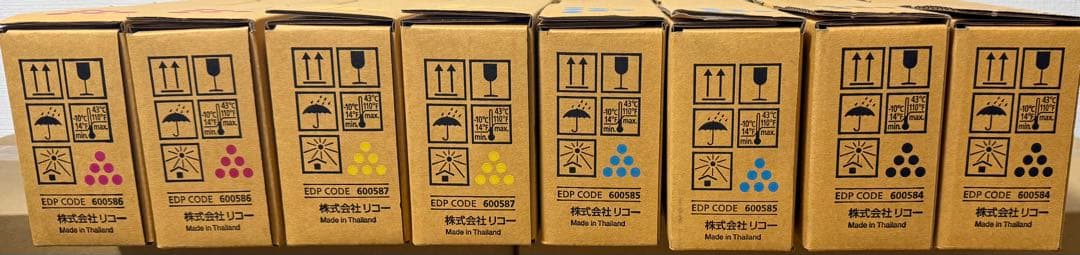 -10℃
14°F
min.
43℃
110°F
max.
EDP CODE 600586
株式会社リコー
Made in Thailand
-10℃
14°F
min.
43℃
110°F
max.
EDP CODE 600586
株式会社リコー
Made in Thailand
-10℃
14°F
min.
43℃
110°F
max.
EDP CODE 600587
株式会社リコー
Made in Thailand
-10℃
14°F
min.
43℃
110°F
max.
EDP CODE 600587
株式会社リコー
Made in Thailand
-10℃
14°F
min.
43℃
110°F
max.
EDP CODE 600585
株式会社リコー
Made in Thailand
-10℃
14°F
min.
43℃
110°F
max.
EDP CODE 600585
株式会社リコー
Made in Thailand
-10℃
14°F
min.
43℃
110°F
max.
EDP CODE 600584
株式会社リコー
Made in Thailand
-10℃
14°F
min.
43℃
110°F
max.
EDP CODE 600584
株式会社リコー
Made in Thailand